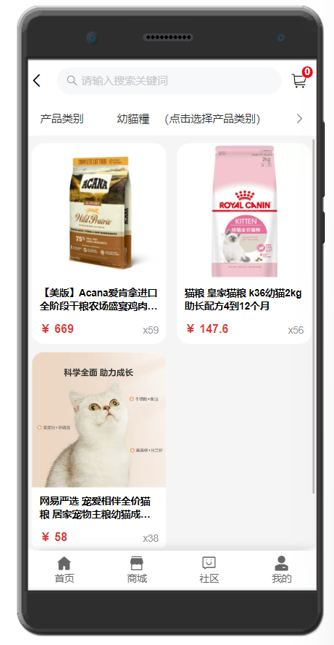 请输入搜索关键词
0
产品类别 幼猫糧 (点击选择产品类别)
ACANA
Wild Prairie
75%
2kg
ROYAL CANIN
KITTEN
【美版】Acana爱肯拿进口
全阶段干粮农场盛宴鸡肉...
¥ 669 x59
猫粮 皇家猫粮 k36幼猫2kg
助长配方4到12个月
¥ 147.6 x56
科学全面 助力成长
网易严选 宠爱相伴全价猫
粮 居家宠物主粮幼猫成...
¥ 58 x38
首页 商城 社区 我的